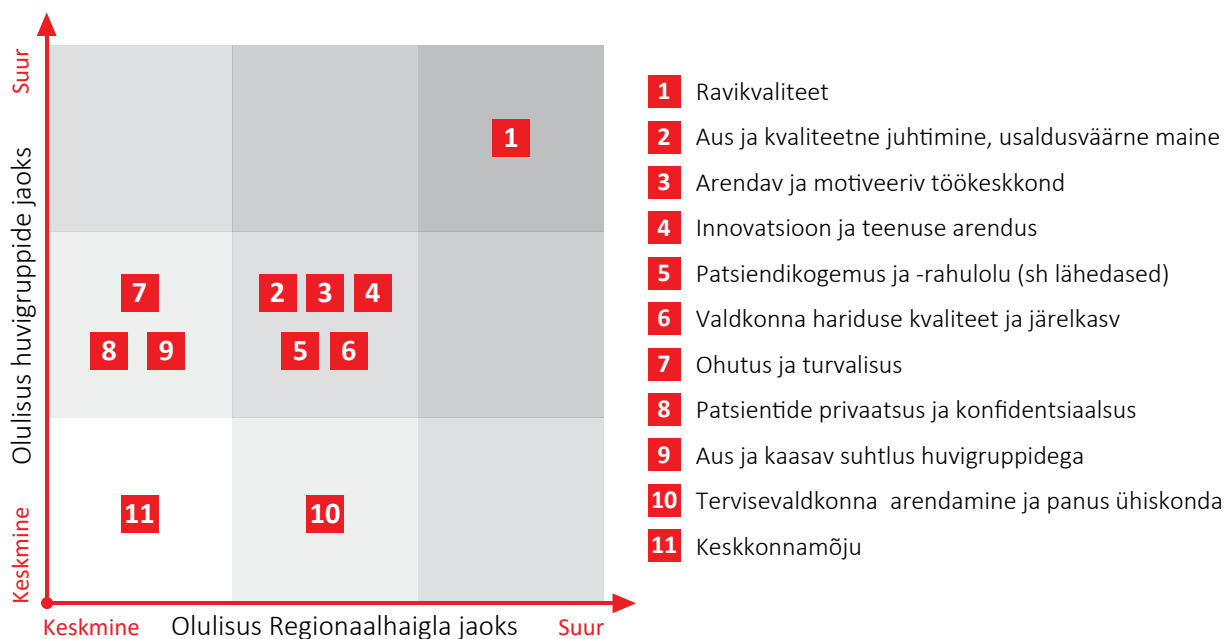 Suur
Olulisus huvigruppide jaoks
Keskmine
1
7
2
3
4
8
9
5
6
11
10
Keskmine
Olulisus Regionaalhaigla jaoks
Suur
1 Ravikvaliteet
2 Aus ja kvaliteetne juhtimine, usaldusväärne maine
3 Arendav ja motiveeriv töökeskkond
4 Innovatsioon ja teenuse arendus
5 Patsiendikogemus ja -rahulolu (sh lähedased)
6 Valdkonna hariduse kvaliteet ja järelkasv
7 Ohutus ja turvalisus
8 Patsientide privaatsus ja konfidentsiaalsus
9 Aus ja kaasav suhtlus huvigruppidega
10 Tervisevaldkonna arendamine ja panus ühiskonda
11 Keskkonnamõju